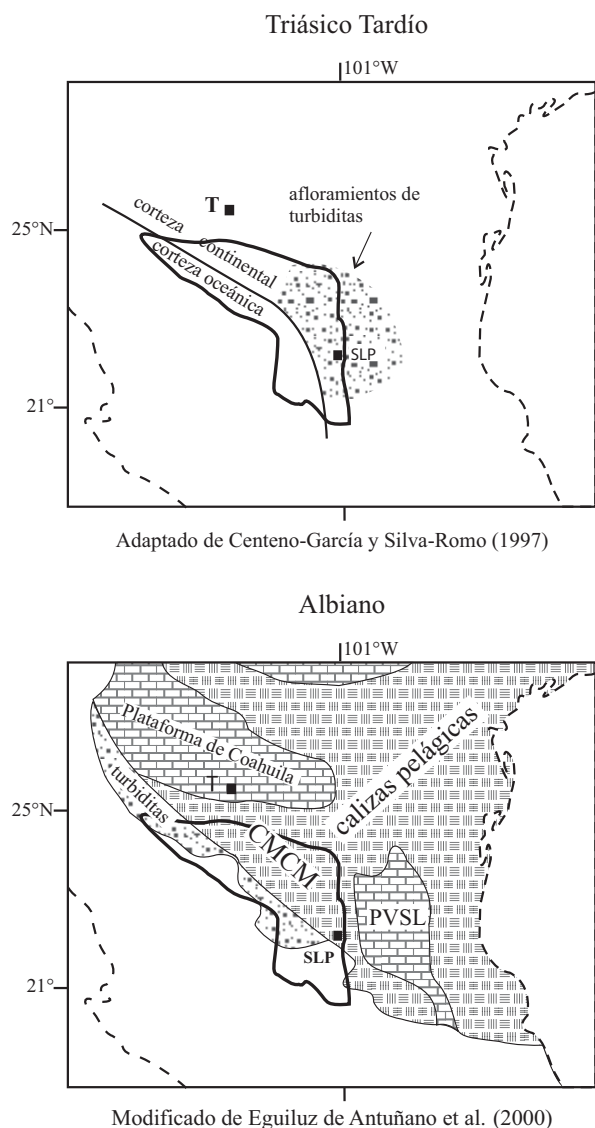 Triásico Tardío
101°W
afloramientos de
turbiditas
T
corteza
continental
25°N
corteza oceánica
SLP
21°
Adaptado de Centeno-García y Silva-Romo (1997)
Albiano
101°W
Plataforma de Coahuila
T
turbiditas
calizas pelágicas
25°N
CMCM
PVSL
SLP
21°
Modificado de Eguiluz de Antuñano et al. (2000)